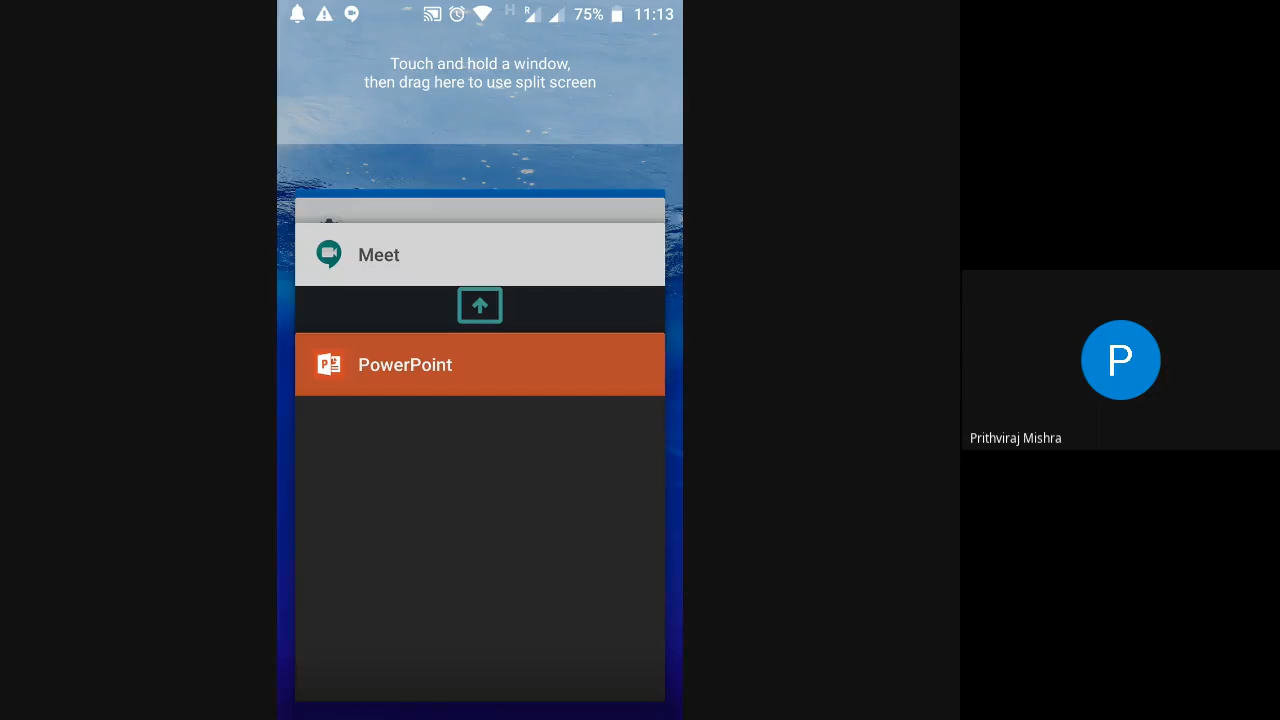 H R 75% 11:13
Touch and hold a window,
then drag here to use split screen
Meet
PowerPoint
P
Prithviraj Mishra